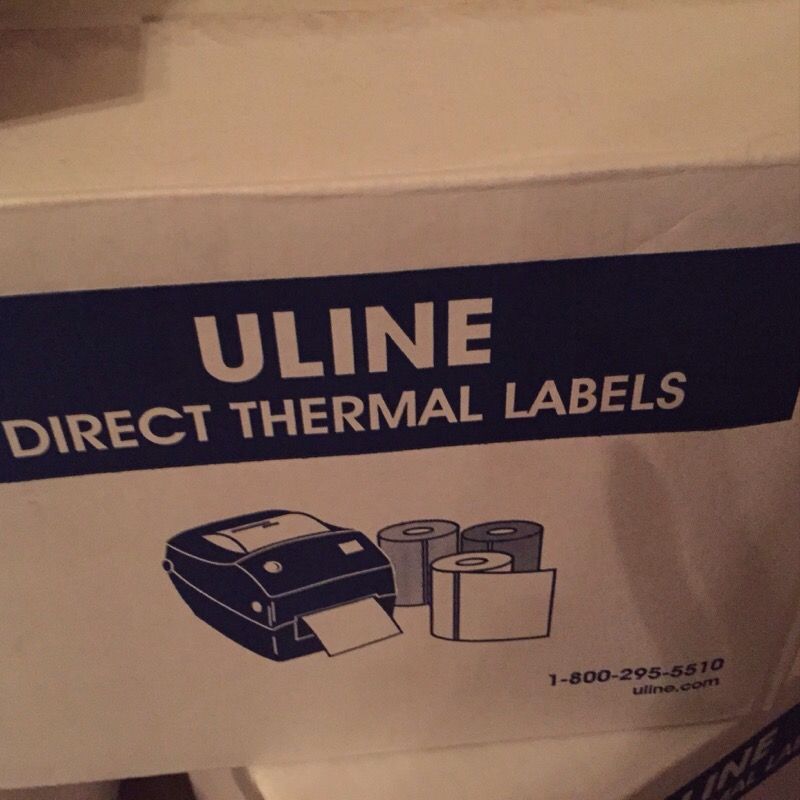 ULINE
DIRECT THERMAL LABELS
1-800-295-5510
uline.com